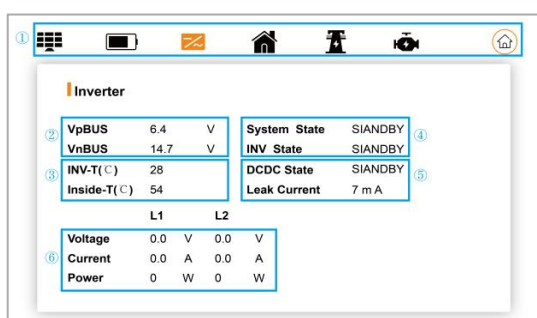 ①
Inverter
② VpBUS 6.4 V System State SIANDBY ④
VnBUS 14.7 V INV State SIANDBY
③ INV-T(C) 28 DCDC State SIANDBY ⑤
Inside-T(C) 54 Leak Current 7 m A
L1 L2
Voltage 0.0 V 0.0 V
⑥ Current 0.0 A 0.0 A
Power 0 W 0 W